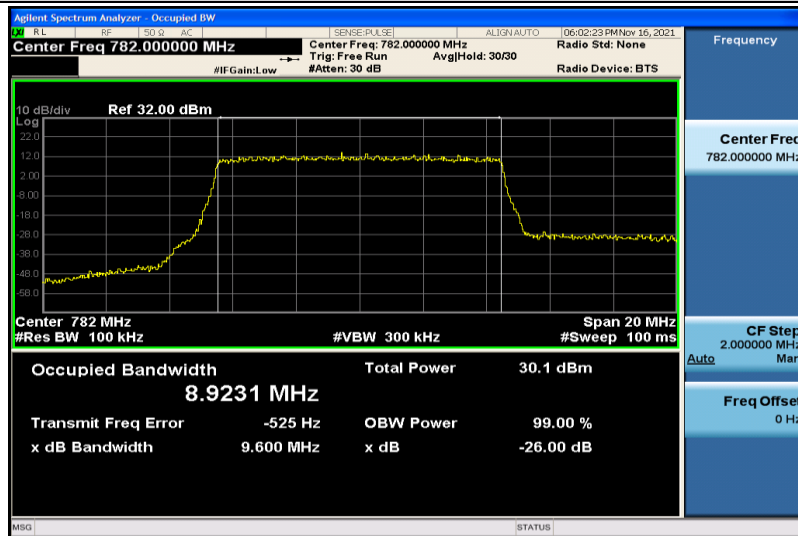 Agilent Spectrum Analyzer - Occupied BW
LXI RL RF 50 Ω AC SENSE:PULSE ALIGN AUTO 06:02:23 PM Nov 16, 2021
Center Freq 782.000000 MHz
Center Freq: 782.000000 MHz
Radio Std: None
Trig: Free Run Avg|Hold: 30/30
#IFGain:Low
#Atten: 30 dB
Radio Device: BTS
Frequency
10 dB/div Ref 32.00 dBm
Log
22.0
12.0
2.00
-8.00
-18.0
-28.0
-38.0
-48.0
-58.0
Center 782 MHz
Span 20 MHz
#Res BW 100 kHz
#VBW 300 kHz
#Sweep 100 ms
Occupied Bandwidth
8.9231 MHz
Total Power 30.1 dBm
Transmit Freq Error -525 Hz
OBW Power 99.00 %
x dB Bandwidth 9.600 MHz
x dB -26.00 dB
Center Freq
782.000000 MHz
CF Step
2.000000 MHz
Auto Man
Freq Offset
0 Hz
MSG
STATUS